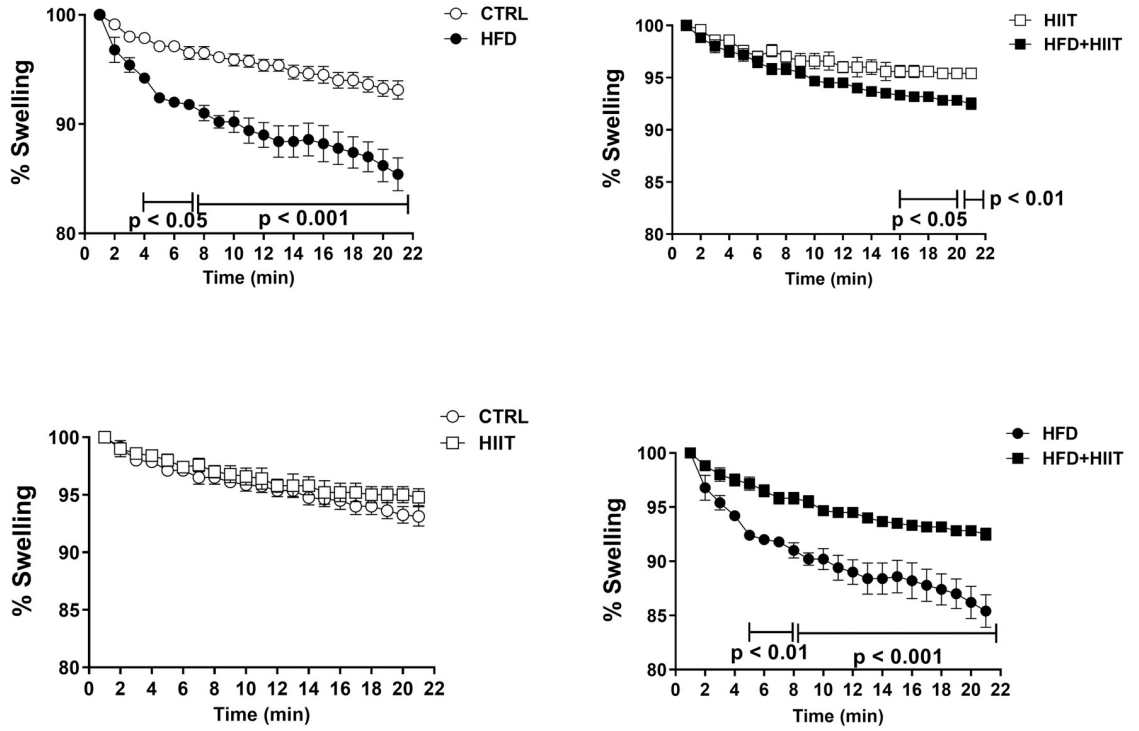 CTRL
HFD
% Swelling
100
90
80
p < 0.05
p < 0.001
0 2 4 6 8 10 12 14 16 18 20 22
Time (min)
HIIT
HFD+HIIT
% Swelling
100
95
90
85
80
p < 0.05
p < 0.01
0 2 4 6 8 10 12 14 16 18 20 22
Time (min)
CTRL
HIIT
% Swelling
100
95
90
85
80
0 2 4 6 8 10 12 14 16 18 20 22
Time (min)
HFD
HFD+HIIT
% Swelling
100
95
90
85
80
p < 0.01
p < 0.001
0 2 4 6 8 10 12 14 16 18 20 22
Time (min)